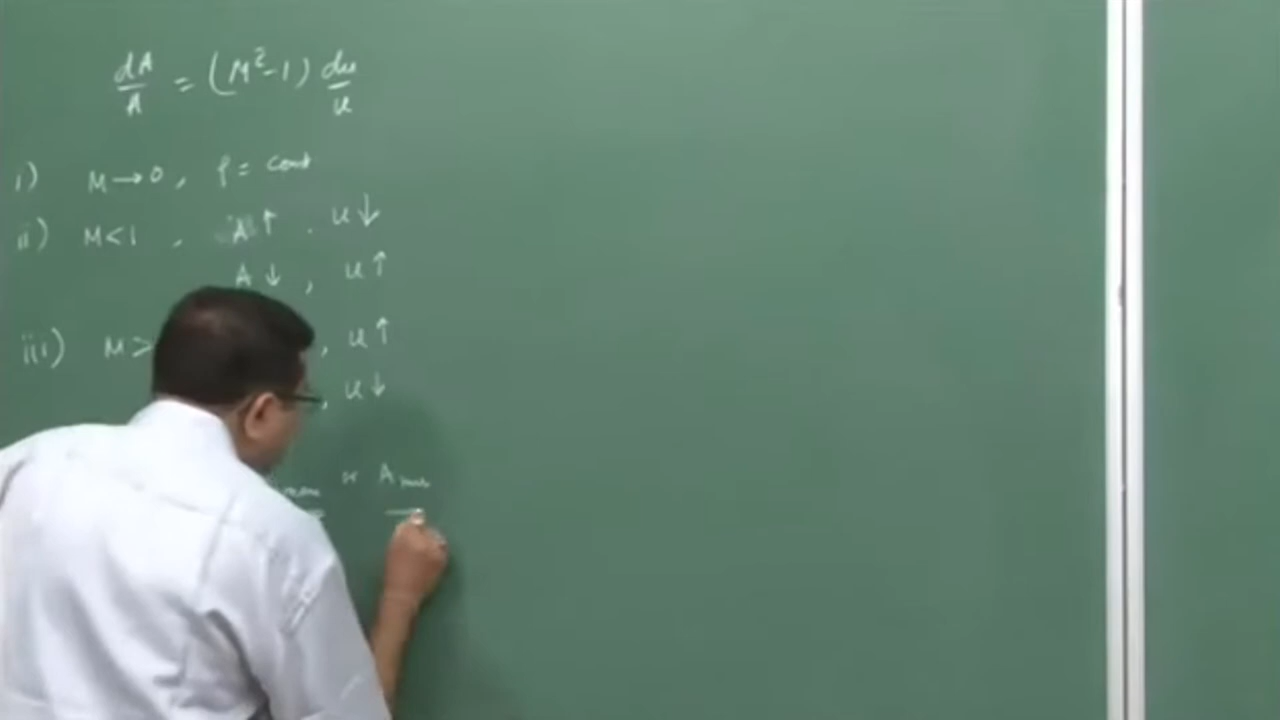 dA/A = (M²-1) du/u
i) M→0, ρ = const
ii) M<1, A↑, u↓
A↓, u↑
iii) M>, u↑
, u↓
A